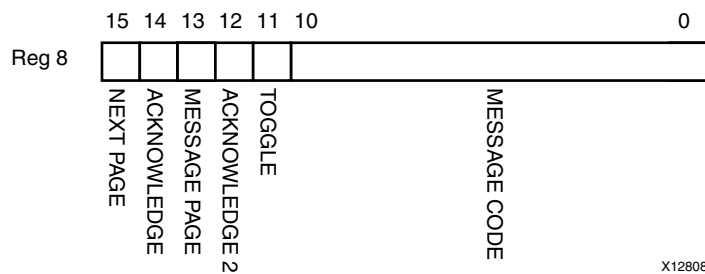 15 14 13 12 11 10 0
Reg 8
NEXT PAGE
ACKNOWLEDGE
MESSAGE PAGE
ACKNOWLEDGE 2
TOGGLE
MESSAGE CODE
X12808